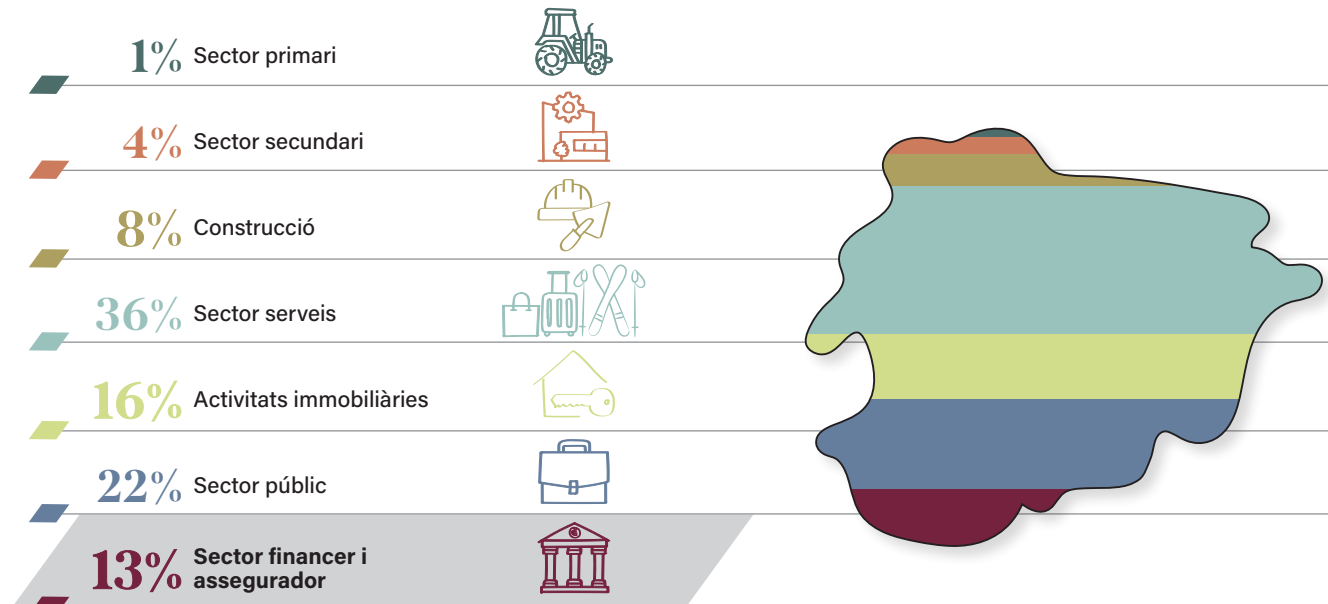 1% Sector primari
4% Sector secundari
8% Construcció
36% Sector serveis
16% Activitats immobiliàries
22% Sector públic
13% Sector financer i
assegurador